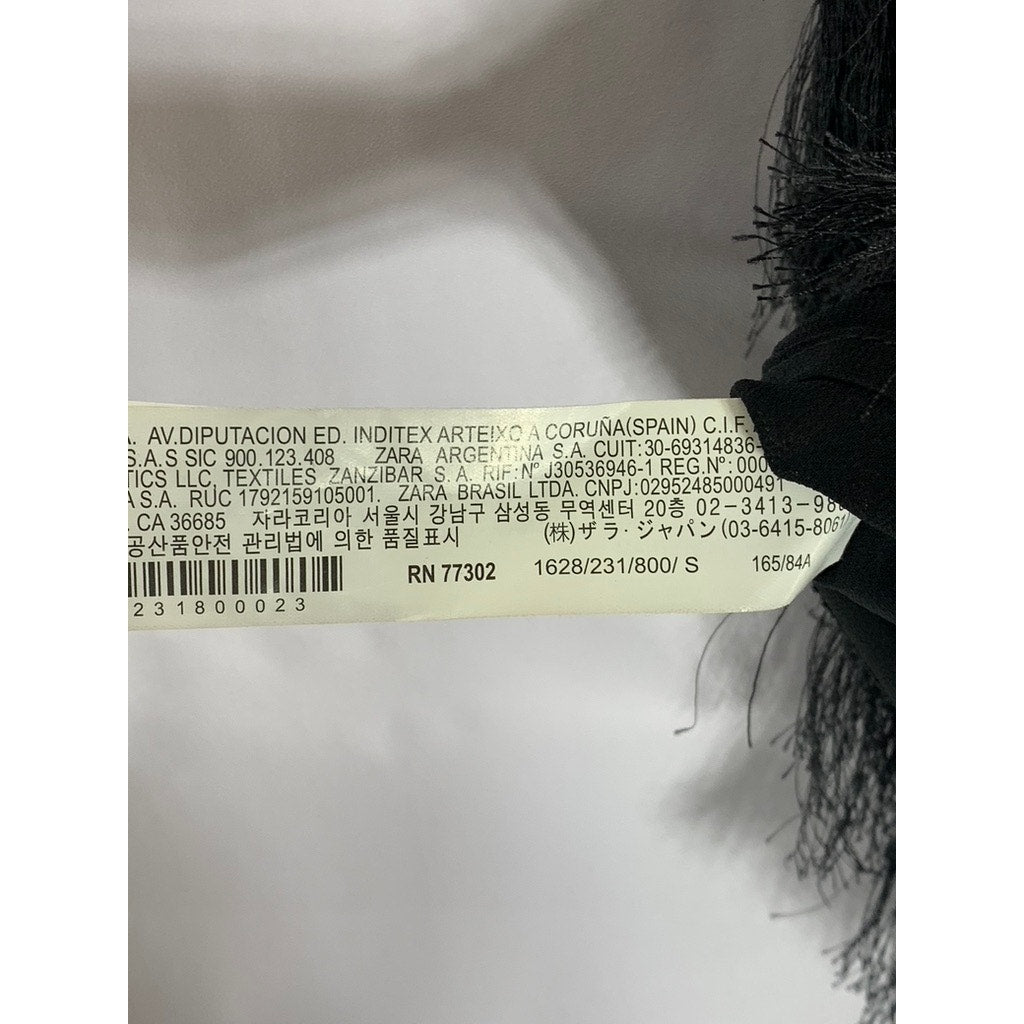 A. AV.DIPUTACION ED. INDITEX ARTEIXO A CORUÑA(SPAIN) C.I.F.
S.A.S SIC 900.123.408 ZARA ARGENTINA S.A. CUIT:30-69314836-
TICS LLC, TEXTILES ZANZIBAR, S.A. RIF: Nº J30536946-1 REG.Nº: 000
A S.A. RUC 1792159105001. ZARA BRASIL LTDA. CNPJ:02952485000491
. CA 36685 자라코리아 서울시 강남구 삼성동 무역센터 20층 02-3413-98
공산품안전 관리법에 의한 품질표시 (株)ザラ・ジャパン(03-6415-8061)
RN 77302 1628/231/800/ S 165/84A
231800023